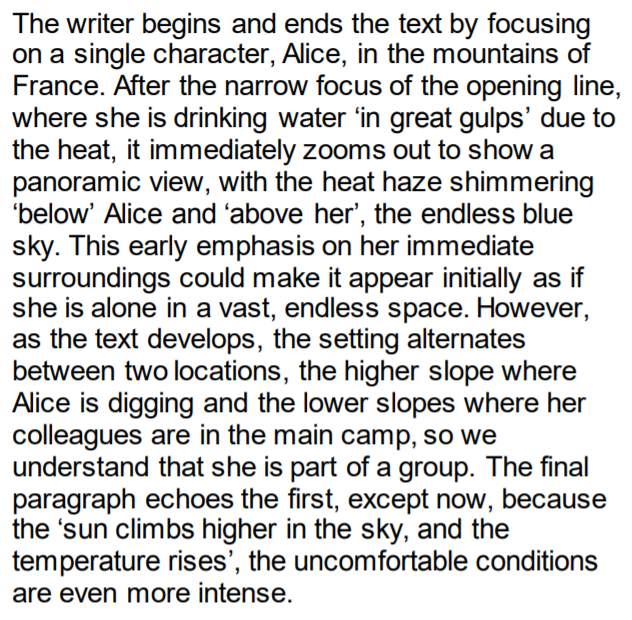 The writer begins and ends the text by focusing
on a single character, Alice, in the mountains of
France. After the narrow focus of the opening line,
where she is drinking water ‘in great gulps’ due to
the heat, it immediately zooms out to show a
panoramic view, with the heat haze shimmering
‘below’ Alice and ‘above her’, the endless blue
sky. This early emphasis on her immediate
surroundings could make it appear initially as if
she is alone in a vast, endless space. However,
as the text develops, the setting alternates
between two locations, the higher slope where
Alice is digging and the lower slopes where her
colleagues are in the main camp, so we
understand that she is part of a group. The final
paragraph echoes the first, except now, because
the ‘sun climbs higher in the sky, and the
temperature rises’, the uncomfortable conditions
are even more intense.